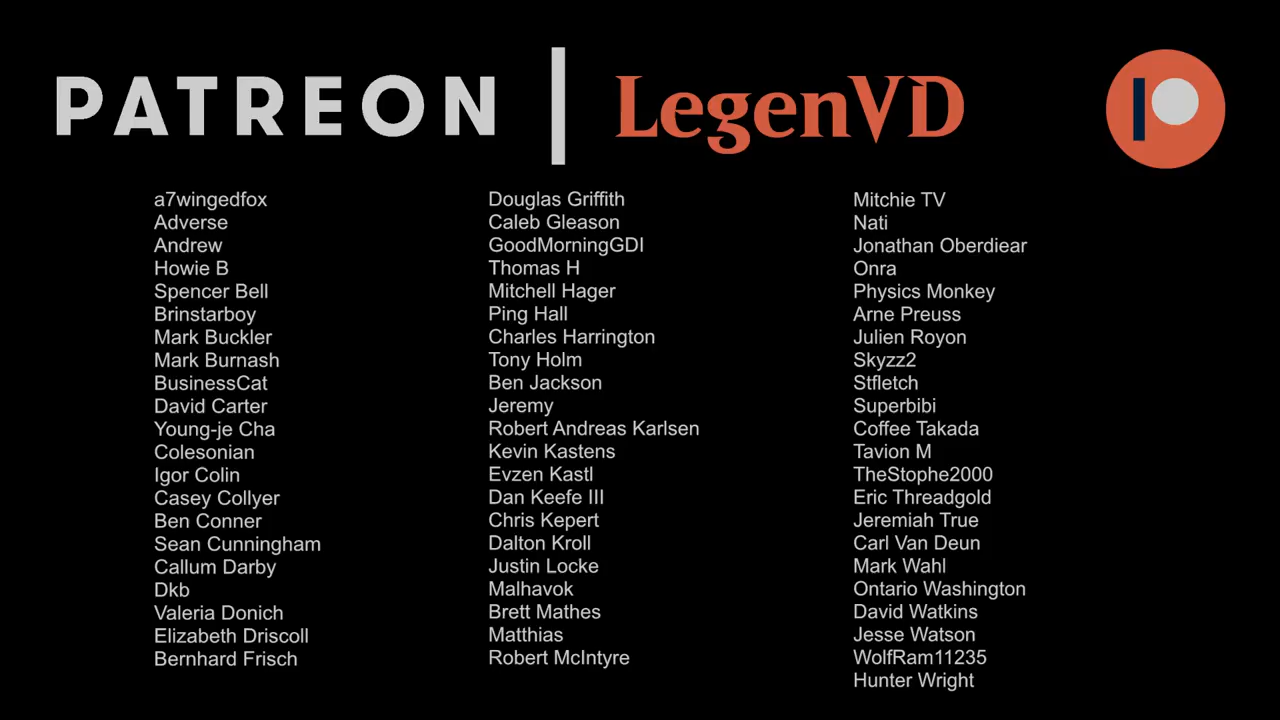 PATREON | LegenVD
a7wingedfox
Adverse
Andrew
Howie B
Spencer Bell
Brinstarboy
Mark Buckler
Mark Burnash
BusinessCat
David Carter
Young-je Cha
Colesonian
Igor Colin
Casey Collyer
Ben Conner
Sean Cunningham
Callum Darby
Dkb
Valeria Donich
Elizabeth Driscoll
Bernhard Frisch
Douglas Griffith
Caleb Gleason
GoodMorningGDI
Thomas H
Mitchell Hager
Ping Hall
Charles Harrington
Tony Holm
Ben Jackson
Jeremy
Robert Andreas Karlsen
Kevin Kastens
Evzen Kastl
Dan Keefe III
Chris Kepert
Dalton Kroll
Justin Locke
Malhavok
Brett Mathes
Matthias
Robert McIntyre
Mitchie TV
Nati
Jonathan Oberdiear
Onra
Physics Monkey
Arne Preuss
Julien Royon
Skyzz2
Stfletch
Superbibi
Coffee Takada
Tavion M
TheStophe2000
Eric Threadgold
Jeremiah True
Carl Van Deun
Mark Wahl
Ontario Washington
David Watkins
Jesse Watson
WolfRam11235
Hunter Wright